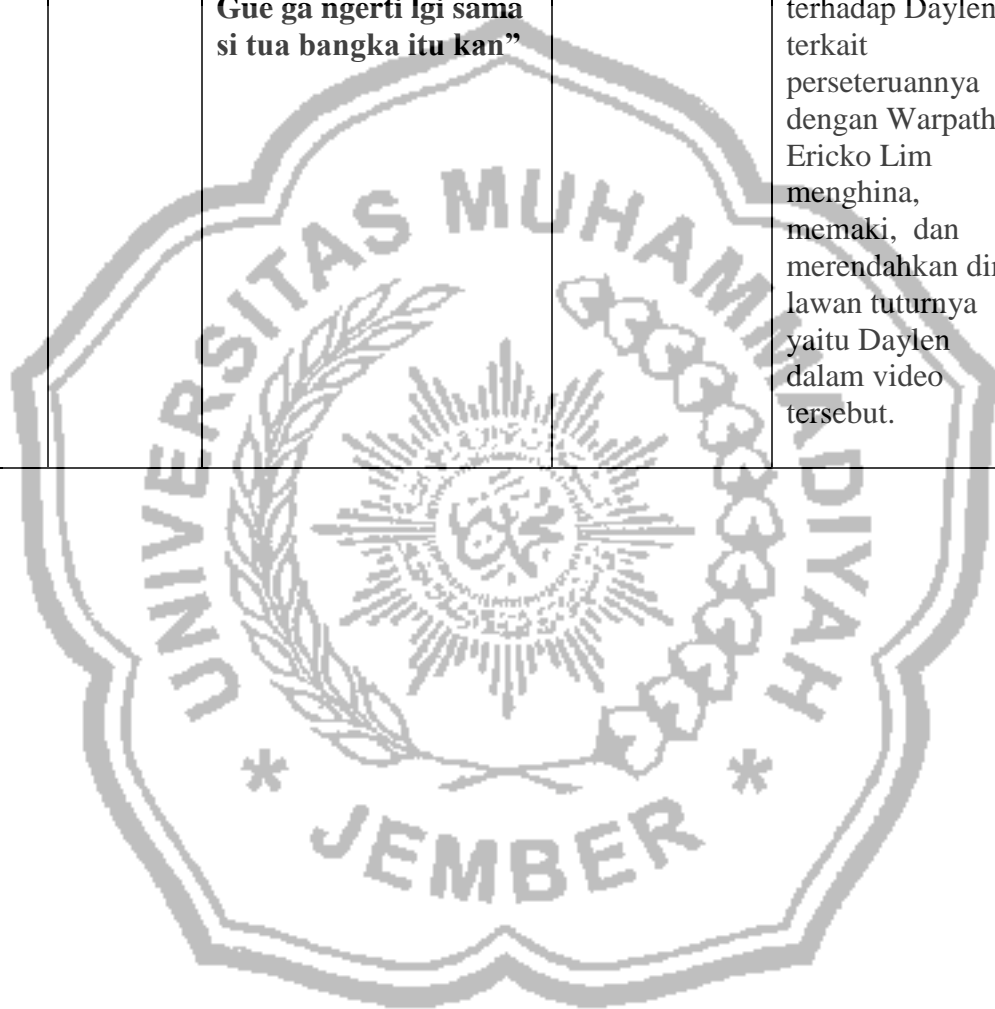 Gue ga ngerti lgi sama
si tua bangka itu kan”
terhadap Daylen
terkait
perseteruannya
dengan Warpath
Ericko Lim
menghina,
memaki, dan
merendahkan
lawan tuturnya
yaitu Daylen
dalam video
tersebut.
UNIVERSITAS MUHAMMADIYAH
* JEMBER *